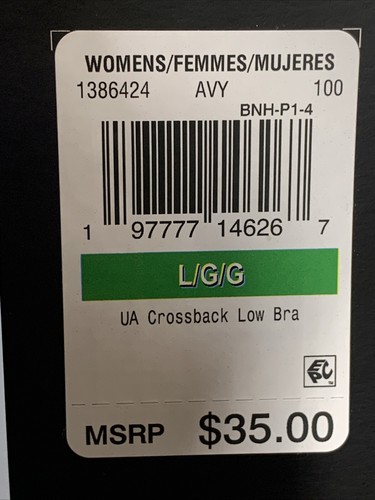 WOMENS/FEMMES/MUJERES
1386424 AVY 100
BNH-P1-4
1 97777 14626 7
L/G/G
UA Crossback Low Bra
EPC
MSRP $35.00